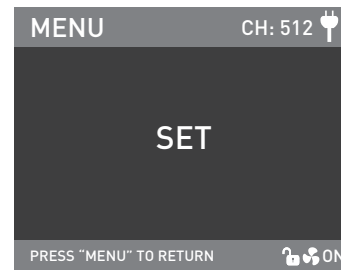 MENU
CH: 512
SET
PRESS “MENU” TO RETURN
ON